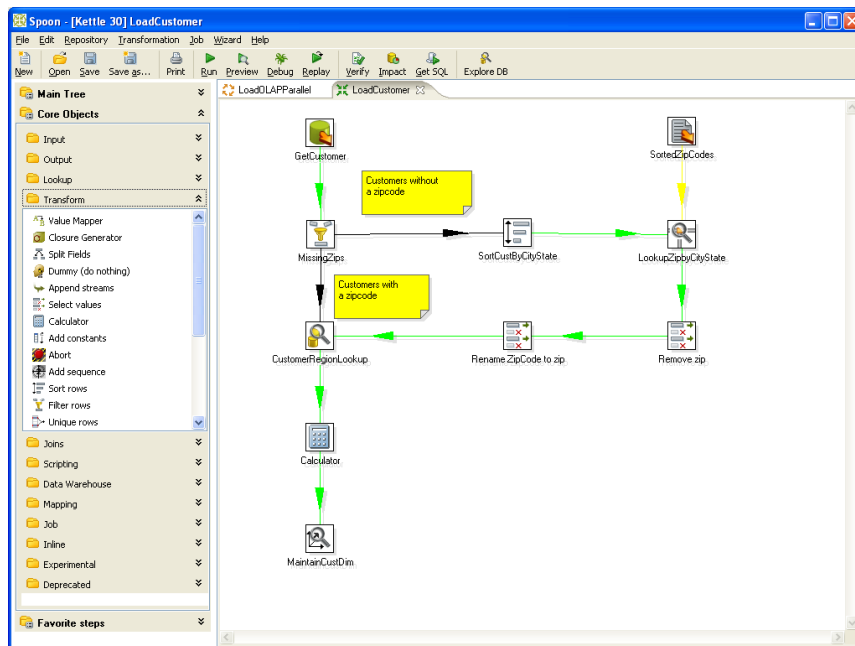 Spoon - [Kettle 30] LoadCustomer
File Edit Repository Transformation Job Wizard Help
New Open Save Save as... Print Run Preview Debug Replay Verify Impact Get SQL Explore DB
Main Tree
Core Objects
Input
Output
Lookup
Transform
Value Mapper
Closure Generator
Split Fields
Dummy (do nothing)
Append streams
Select values
Calculator
Add constants
Abort
Add sequence
Sort rows
Filter rows
Unique rows
Joins
Scripting
Data Warehouse
Mapping
Job
Inline
Experimental
Deprecated
Favorite steps
LoadOLAPParallel LoadCustomer
GetCustomer
SortedZipCodes
Customers without
a zipcode
MissingZips
SortCustByCityState
LookupZipbyCityState
Customers with
a zipcode
CustomerRegionLookup
Rename ZipCode to zip
Remove zip
Calculator
MaintainCustDim